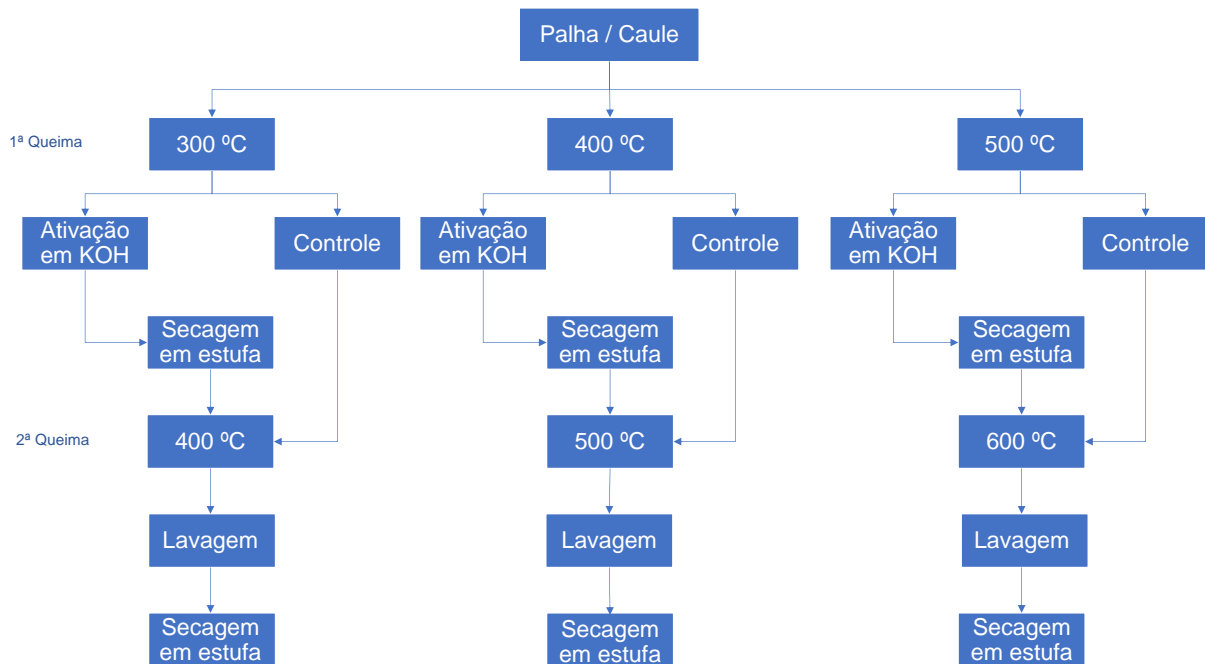 Palha / Caule
1ª Queima
300 ºC
400 ºC
500 ºC
Ativação
em KOH
Controle
Ativação
em KOH
Controle
Ativação
em KOH
Controle
Secagem
em estufa
Secagem
em estufa
Secagem
em estufa
2ª Queima
400 ºC
500 ºC
600 ºC
Lavagem
Lavagem
Lavagem
Secagem
em estufa
Secagem
em estufa
Secagem
em estufa